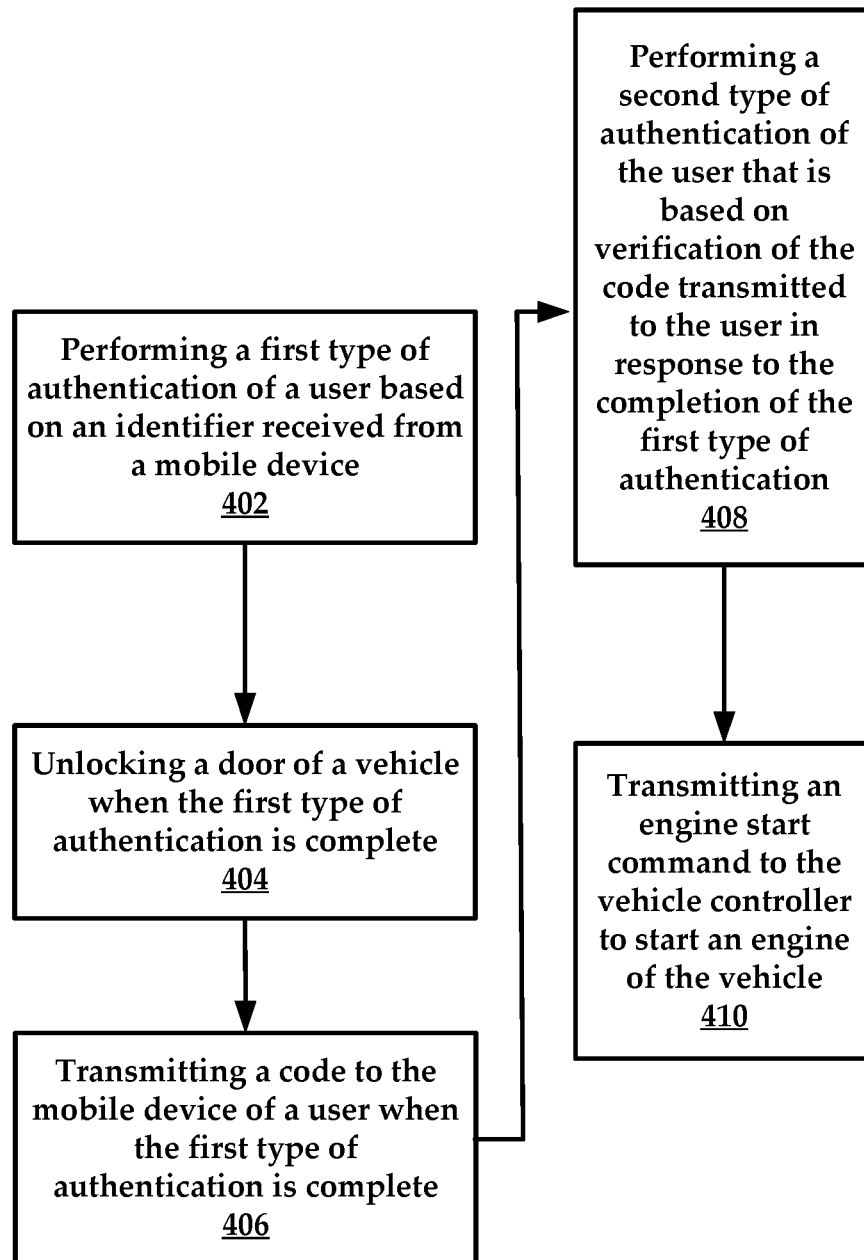 Performing a first type of
authentication of a user based
on an identifier received from
a mobile device
402
Unlocking a door of a vehicle
when the first type of
authentication is complete
404
Transmitting a code to the
mobile device of a user when
the first type of
authentication is complete
406
Performing a
second type of
authentication of
the user that is
based on
verification of the
code transmitted
to the user in
response to the
completion of the
first type of
authentication
408
Transmitting an
engine start
command to the
vehicle controller
to start an engine
of the vehicle
410